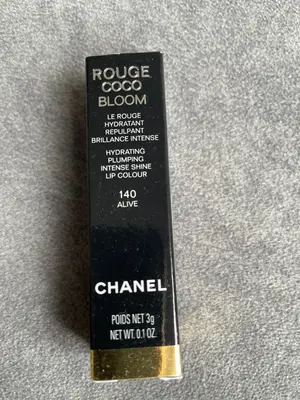 ROUGE
COCO
BLOOM
LE ROUGE
HYDRATANT
REPULPANT
BRILLANCE INTENSE
HYDRATING
PLUMPING
INTENSE SHINE
LIP COLOUR
140
ALIVE
CHANEL
POIDS NET 3g
NET WT. 0.1 OZ.